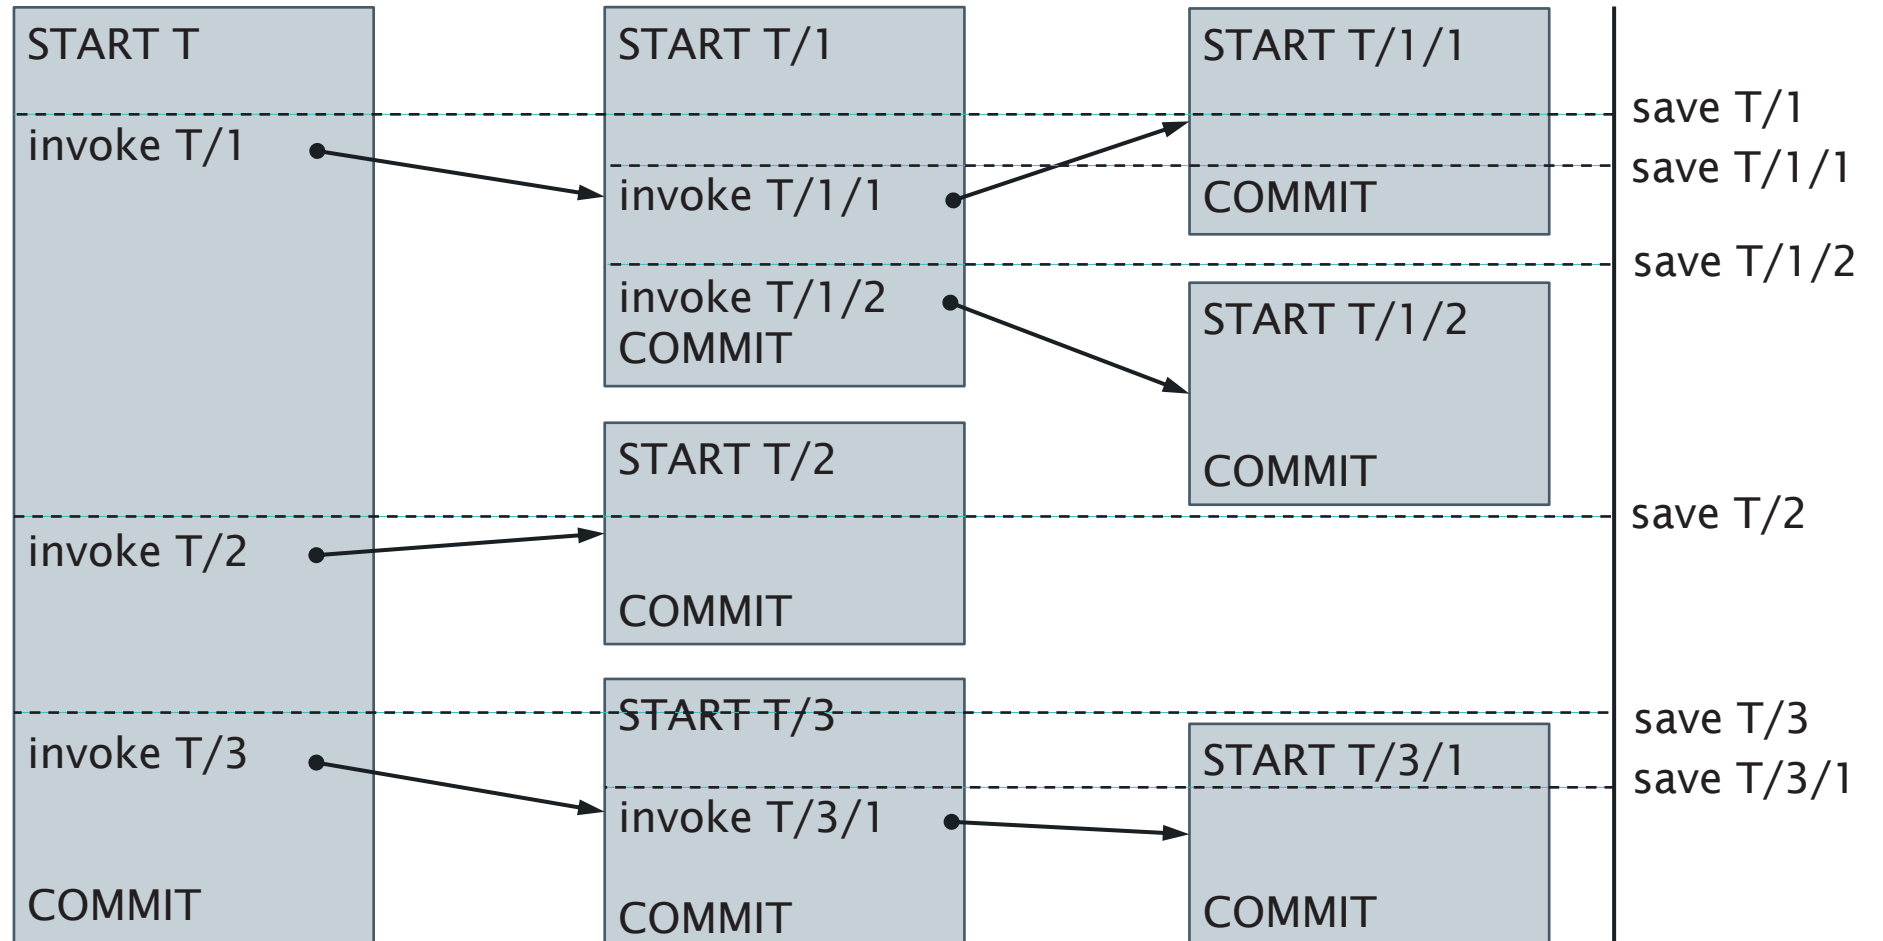 START T
invoke T/1
invoke T/2
invoke T/3
COMMIT
START T/1
invoke T/1/1
invoke T/1/2
COMMIT
START T/2
COMMIT
START T/3
invoke T/3/1
COMMIT
START T/1/1
COMMIT
START T/1/2
COMMIT
START T/3/1
COMMIT
save T/1
save T/1/1
save T/1/2
save T/2
save T/3
save T/3/1